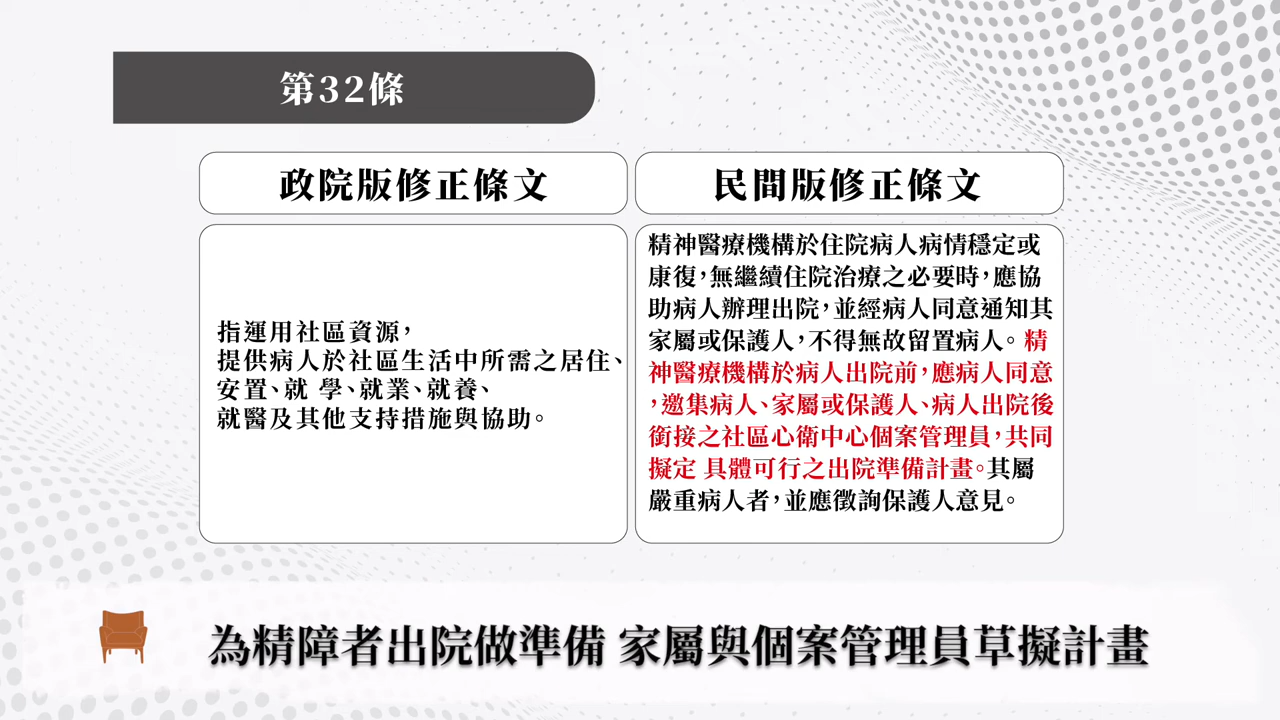 第32條
政院版修正條文
民間版修正條文
指運用社區資源，
提供病人於社區生活中所需之居住、
安置、就 學、就業、就養、
就醫及其他支持措施與協助。
精神醫療機構於住院病人病情穩定或
康復，無繼續住院治療之必要時，應協
助病人辦理出院，並經病人同意通知其
家屬或保護人，不得無故留置病人。精
神醫療機構於病人出院前，應病人同意
，邀集病人、家屬或保護人、病人出院後
銜接之社區心衛中心個案管理員，共同
擬定 具體可行之出院準備計畫。其屬
嚴重病人者，並應徵詢保護人意見。
為精障者出院做準備 家屬與個案管理員草擬計畫